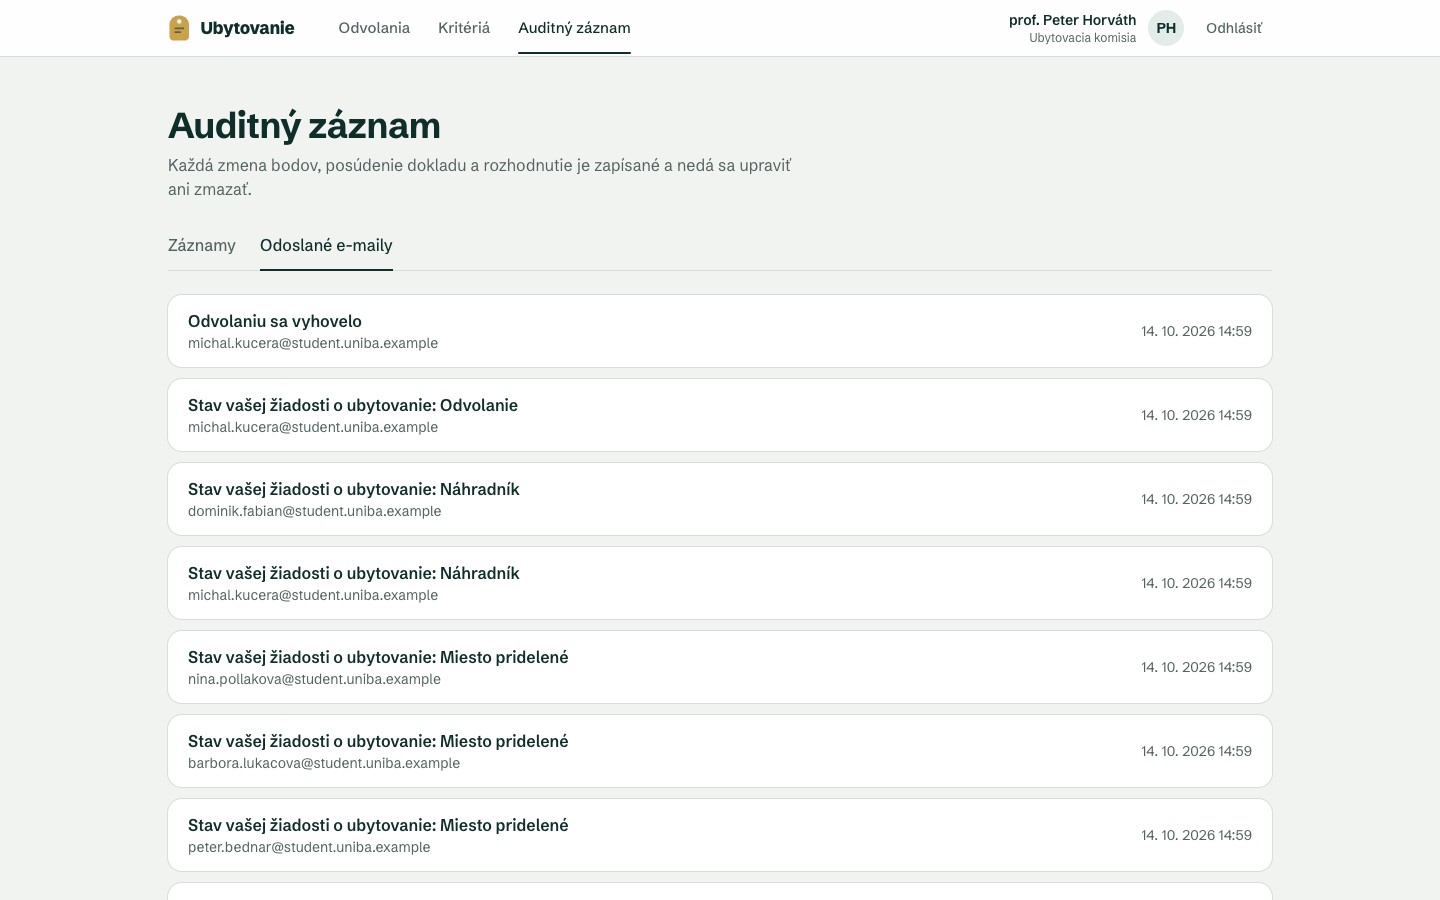 Ubytovanie
Odvolania
Kritériá
Auditný záznam
prof. Peter Horváth
Ubytovacia komisia
PH
Odhlásiť
Auditný záznam
Každá zmena bodov, posúdenie dokladu a rozhodnutie je zapísané a nedá sa upraviť
ani zmazať.
Záznamy
Odoslané e-maily
Odvolaniu sa vyhovelo
michal.kucera@student.uniba.example
14. 10. 2026 14:59
Stav vašej žiadosti o ubytovanie: Odvolanie
michal.kucera@student.uniba.example
14. 10. 2026 14:59
Stav vašej žiadosti o ubytovanie: Náhradník
dominik.fabian@student.uniba.example
14. 10. 2026 14:59
Stav vašej žiadosti o ubytovanie: Náhradník
michal.kucera@student.uniba.example
14. 10. 2026 14:59
Stav vašej žiadosti o ubytovanie: Miesto pridelené
nina.pollakova@student.uniba.example
14. 10. 2026 14:59
Stav vašej žiadosti o ubytovanie: Miesto pridelené
barbora.lukacova@student.uniba.example
14. 10. 2026 14:59
Stav vašej žiadosti o ubytovanie: Miesto pridelené
peter.bednar@student.uniba.example
14. 10. 2026 14:59